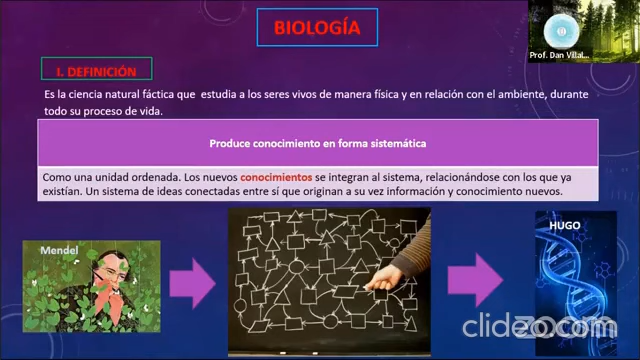 BIOLOGÍA
Prof. Dan Villal...
I. DEFINICIÓN
Es la ciencia natural fáctica que estudia a los seres vivos de manera física y en relación con el ambiente, durante
todo su proceso de vida.
Produce conocimiento en forma sistemática
Como una unidad ordenada. Los nuevos conocimientos se integran al sistema, relacionándose con los que ya
existían. Un sistema de ideas conectadas entre sí que originan a su vez información y conocimiento nuevos.
Mendel
HUGO
clideo.com